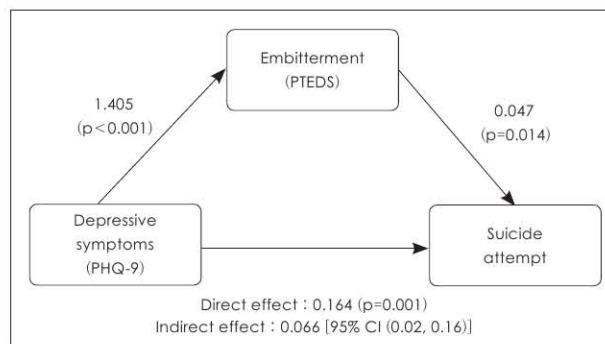 Embitterment
(PTEDS)
1.405
(p<0.001)
0.047
(p=0.014)
Depressive
symptoms
(PHQ-9)
Suicide
attempt
Direct effect : 0.164 (p=0.001)
Indirect effect : 0.066 [95% CI (0.02, 0.16)]